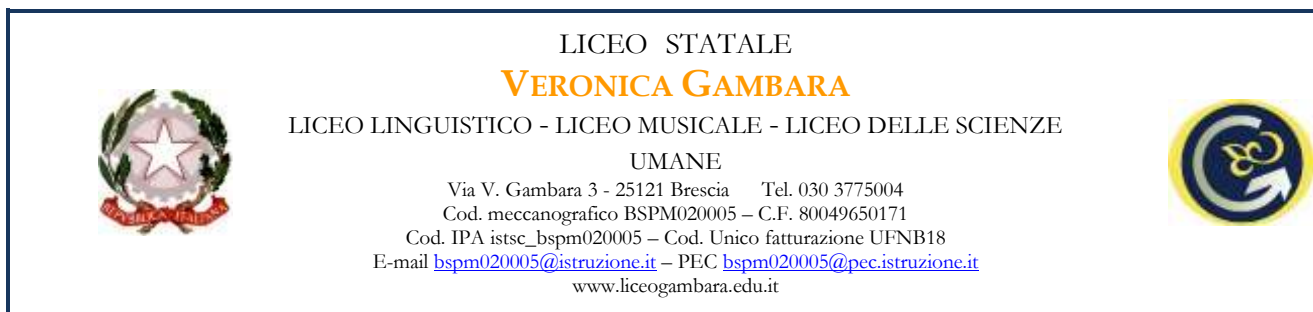 LICEO STATALE
VERONICA GAMBARA
LICEO LINGUISTICO - LICEO MUSICALE - LICEO DELLE SCIENZE
UMANE
Via V. Gambara 3 - 25121 Brescia Tel. 030 3775004
Cod. meccanografico BSPM020005 – C.F. 80049650171
Cod. IPA istsc_bspm020005 – Cod. Unico fatturazione UFNB18
E-mail bspm020005@istruzione.it – PEC bspm020005@pec.istruzione.it
www.liceogambara.edu.it
REPVBBLICA ITALIANA